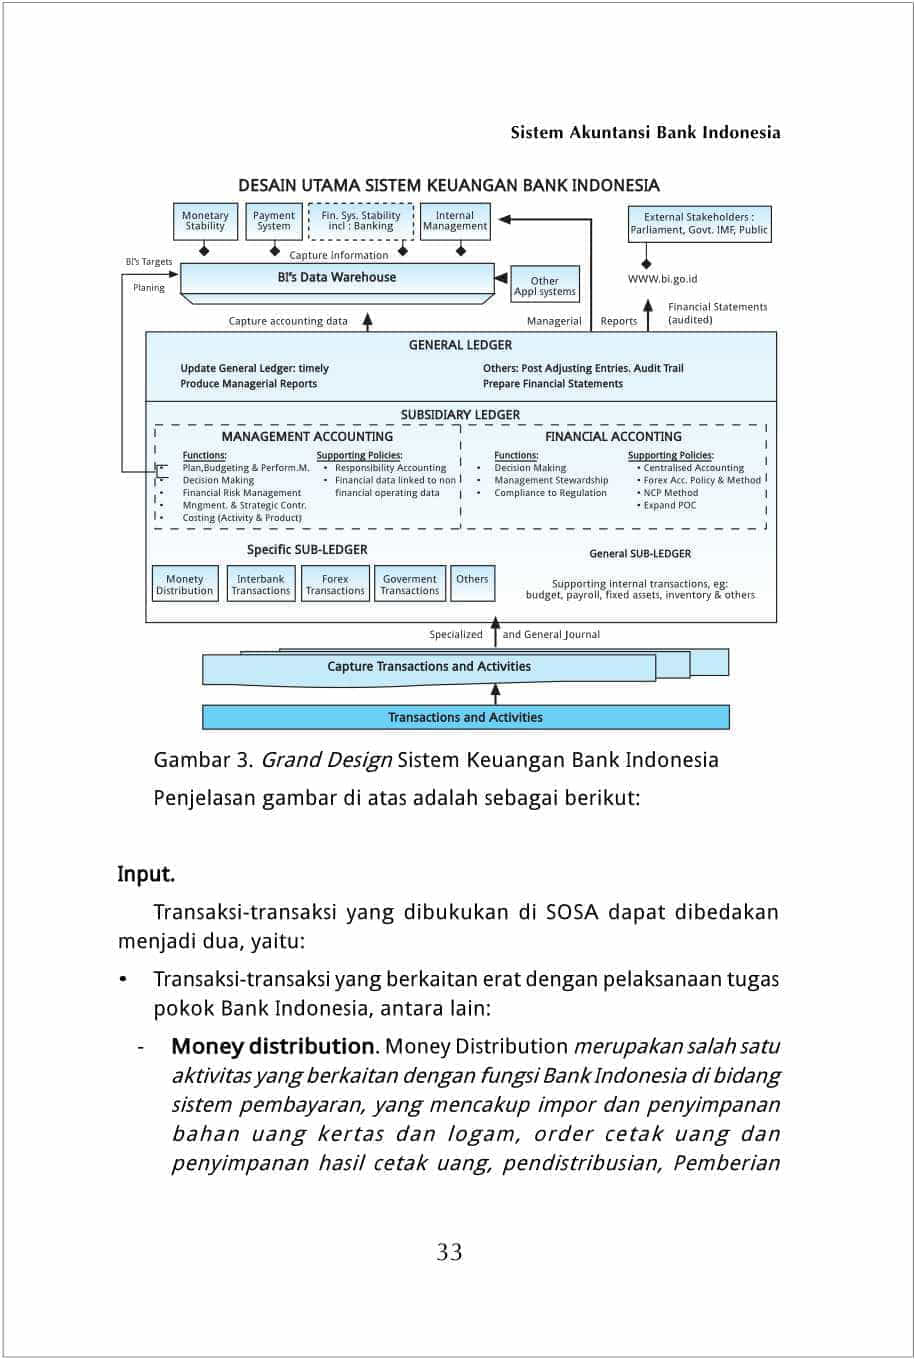 Sistem Akuntansi Bank Indonesia
DESAIN UTAMA SISTEM KEUANGAN BANK INDONESIA
Monetary
Stability
Payment
System
Fin. Sys. Stability
incl : Banking
Internal
Management
External Stakeholders :
Parliament, Govt. IMF, Public
Capture information
BI's Targets
Planing
BI's Data Warehouse
Other
Appl systems
WWW.bi.go.id
Capture accounting data
Managerial
Reports
Financial Statements
(audited)
GENERAL LEDGER
Update General Ledger: timely
Produce Managerial Reports
Others: Post Adjusting Entries. Audit Trail
Prepare Financial Statements
SUBSIDIARY LEDGER
MANAGEMENT ACCOUNTING
Functions:
• Plan,Budgeting & Perform.M.
• Decision Making
• Financial Risk Management
• Mngment. & Strategic Contr.
• Costing (Activity & Product)
Supporting Policies:
• Responsibility Accounting
• Financial data linked to non
financial operating data
FINANCIAL ACCONTING
Functions:
• Decision Making
• Management Stewardship
• Compliance to Regulation
Supporting Policies:
• Centralised Accounting
• Forex Acc. Policy & Method
• NCP Method
• Expand POC
Specific SUB-LEDGER
Monety
Distribution
Interbank
Transactions
Forex
Transactions
Goverment
Transactions
Others
General SUB-LEDGER
Supporting internal transactions, eg:
budget, payroll, fixed assets, inventory & others
Specialized
and General Journal
Capture Transactions and Activities
Transactions and Activities
Gambar 3. Grand Design Sistem Keuangan Bank Indonesia
Penjelasan gambar di atas adalah sebagai berikut:
Input.
Transaksi-transaksi yang dibukukan di SOSA dapat dibedakan
menjadi dua, yaitu:
• Transaksi-transaksi yang berkaitan erat dengan pelaksanaan tugas
pokok Bank Indonesia, antara lain:
- Money distribution. Money Distribution merupakan salah satu
aktivitas yang berkaitan dengan fungsi Bank Indonesia di bidang
sistem pembayaran, yang mencakup impor dan penyimpanan
bahan uang kertas dan logam, order cetak uang dan
penyimpanan hasil cetak uang, pendistribusian, Pemberian
33